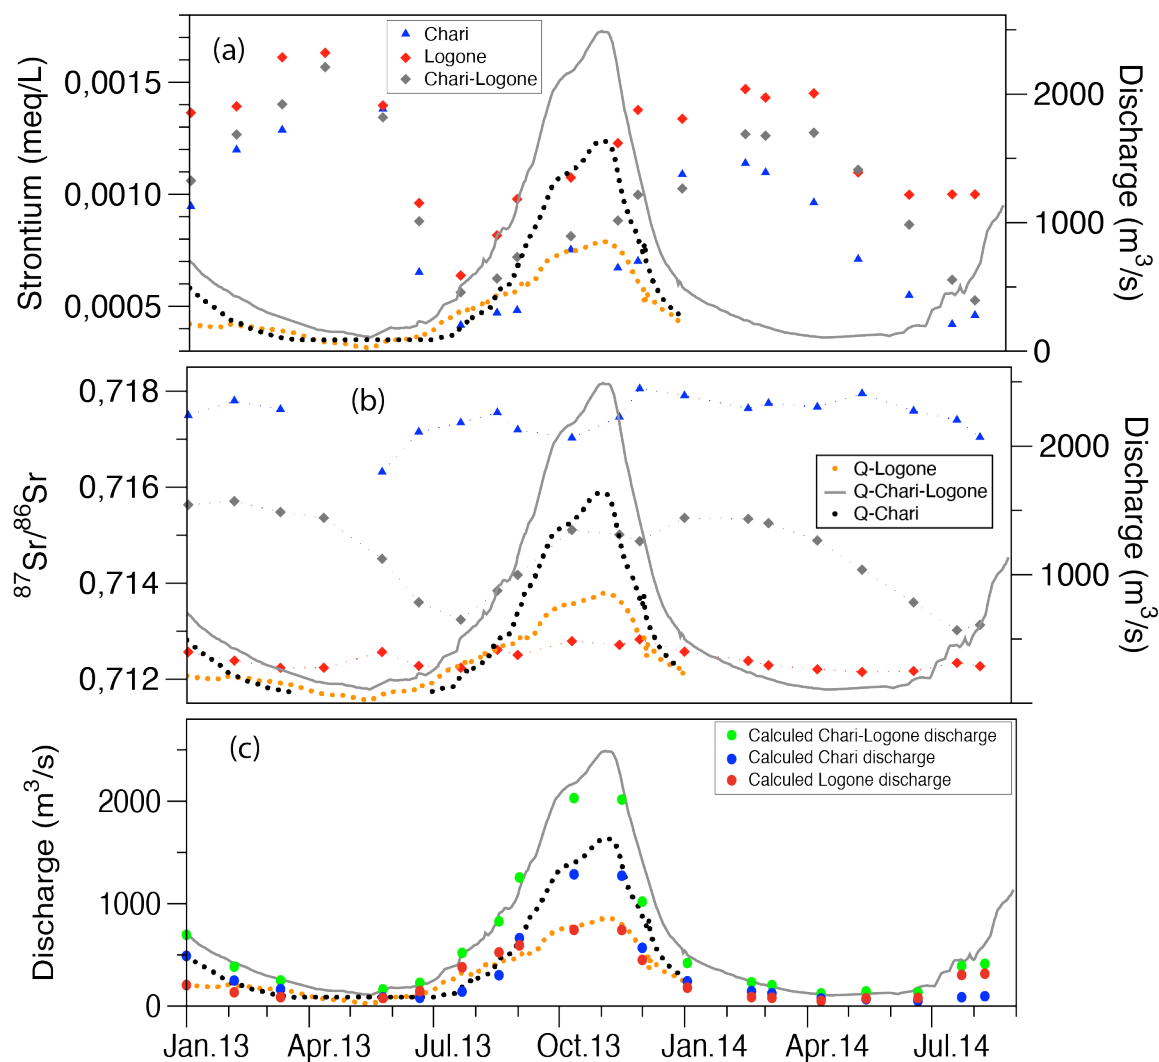 (a)
Chari
Logone
Chari-Logone
0,0015
0,0010
0,0005
Strontium (meq/L)
2000
1000
0
Discharge (m³/s)
(b)
0,718
0,716
0,714
0,712
⁸⁷Sr/⁸⁶Sr
Q-Logone
Q-Chari-Logone
Q-Chari
2000
1000
Discharge (m³/s)
(c)
Calculed Chari-Logone discharge
Calculed Chari discharge
Calculed Logone discharge
2000
1000
0
Discharge (m³/s)
Jan.13 Apr.13 Jul.13 Oct.13 Jan.14 Apr.14 Jul.14